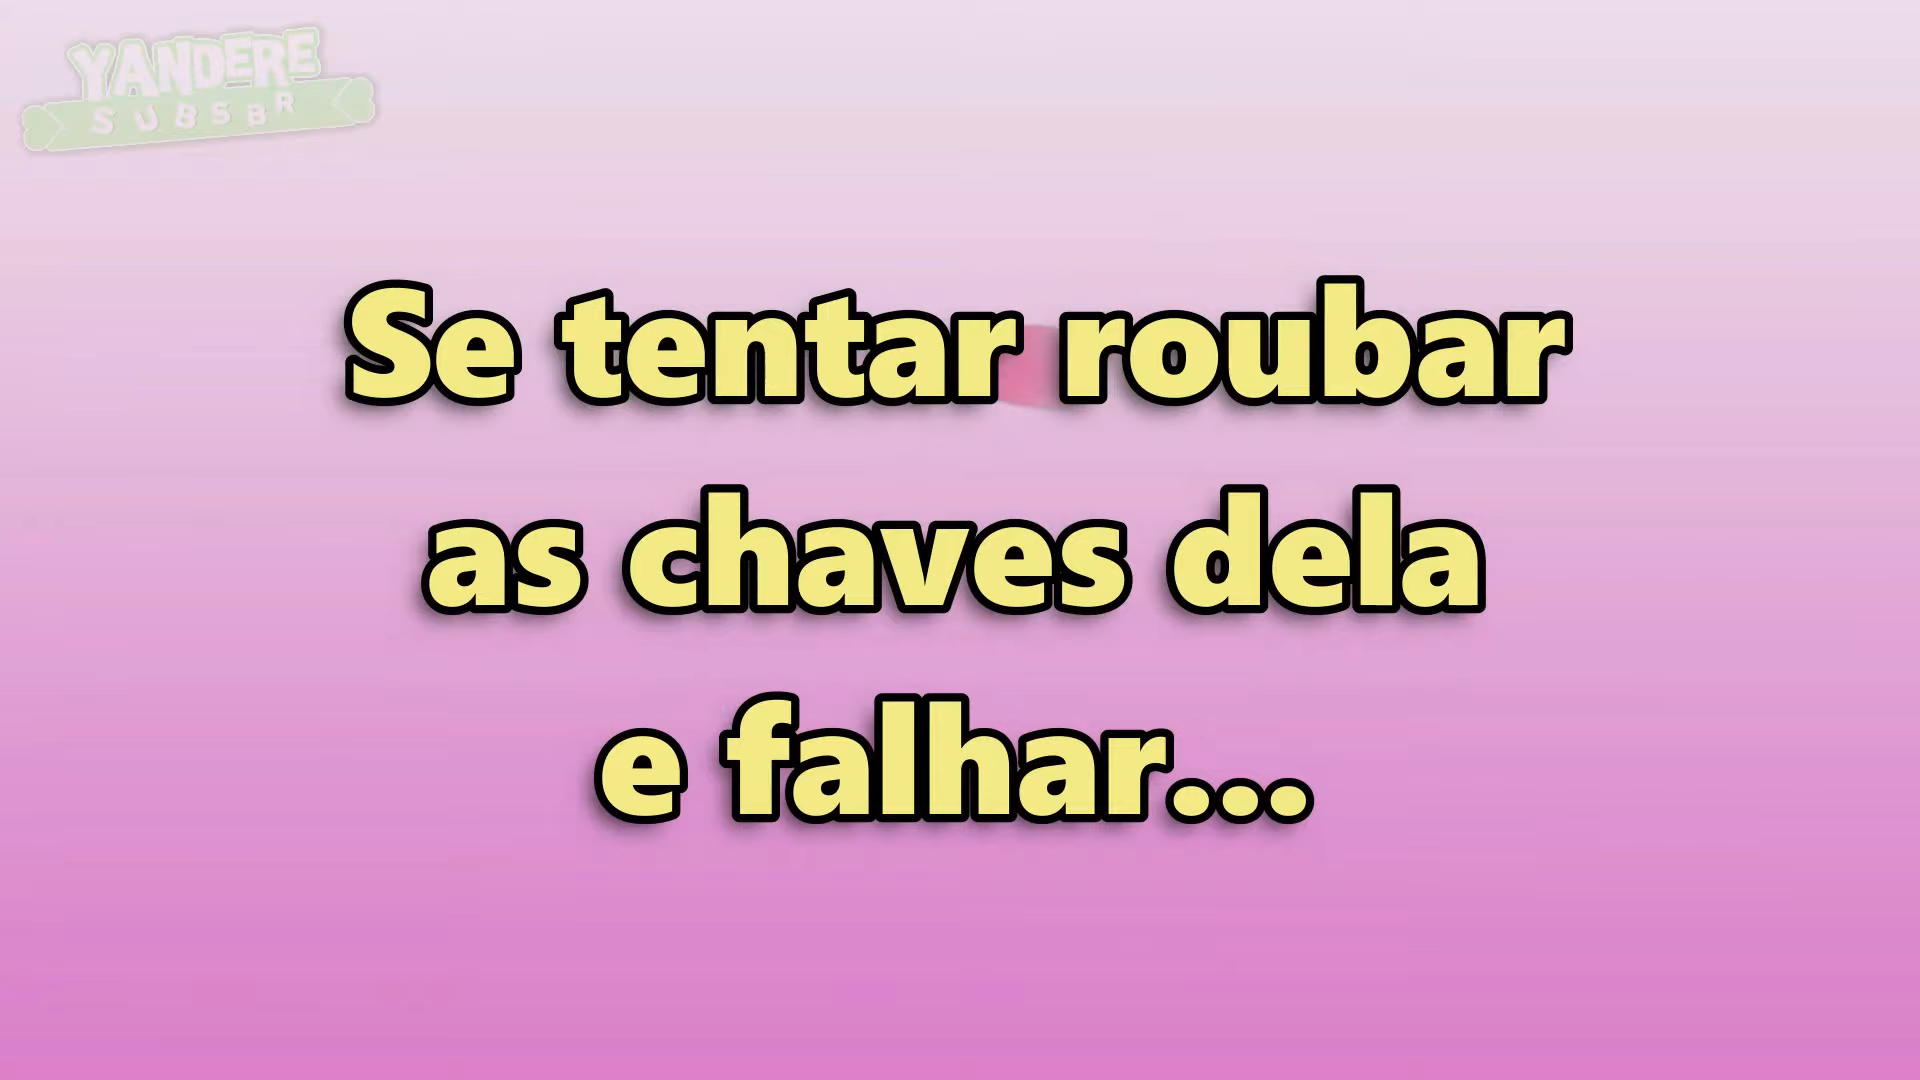 YANDERE
SUBSBR
Se tentar roubar
as chaves dela
e falhar...